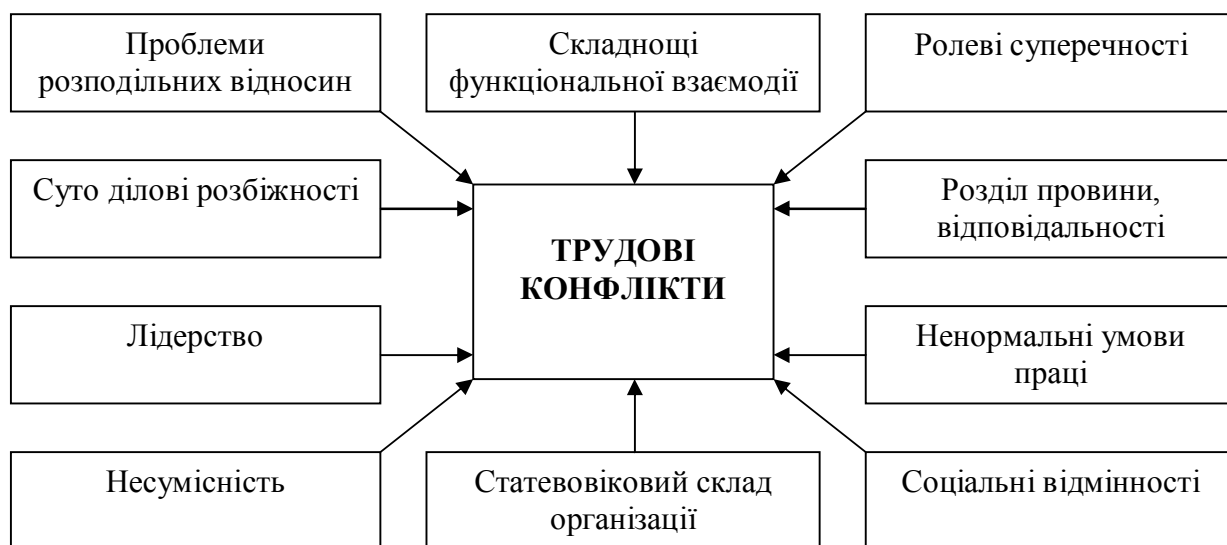 Проблеми
розподільних відносин
Складнощі
функціональної взаємодії
Ролеві суперечності
Суто ділові розбіжності
Розділ провини,
відповідальності
ТРУДОВІ
КОНФЛІКТИ
Лідерство
Ненормальні умови
праці
Несумісність
Статевовіковий склад
організації
Соціальні відмінності